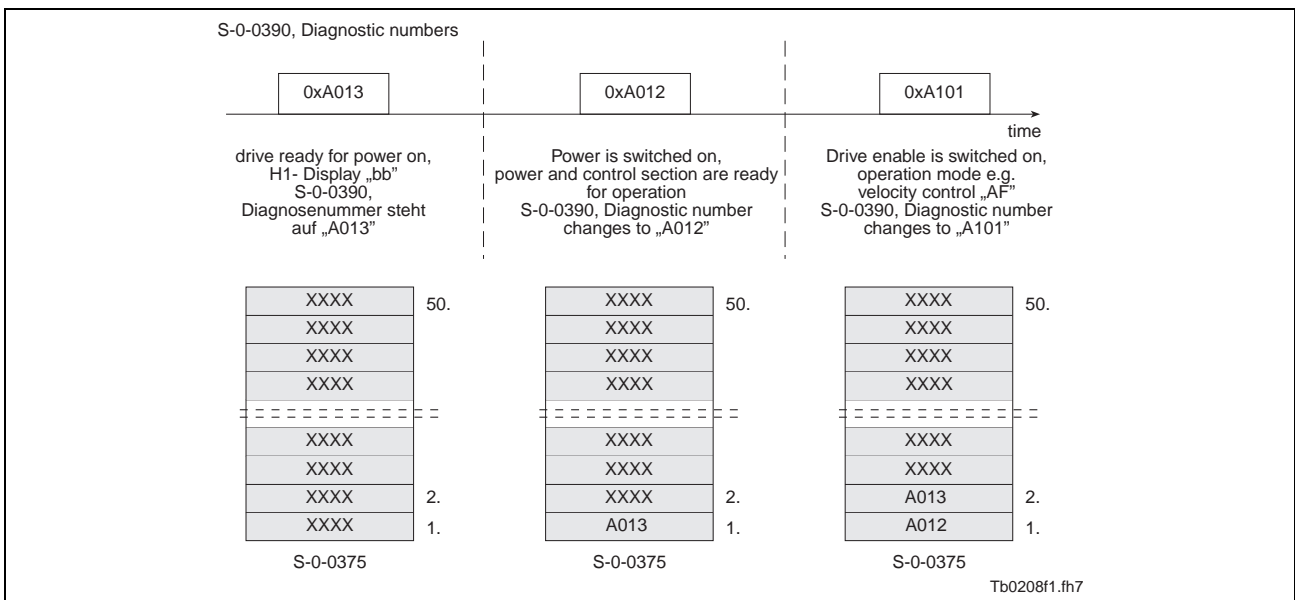 S-0-0390, Diagnostic numbers
0xA013
0xA012
0xA101
time
drive ready for power on,
H1- Display „bb”
S-0-0390,
Diagnosenummer steht
auf „A013”
Power is switched on,
power and control section are ready
for operation
S-0-0390, Diagnostic number
changes to „A012”
Drive enable is switched on,
operation mode e.g.
velocity control „AF”
S-0-0390, Diagnostic number
changes to „A101”
XXXX 50.
XXXX
XXXX
XXXX
XXXX
XXXX
XXXX 2.
XXXX 1.
S-0-0375
XXXX 50.
XXXX
XXXX
XXXX
XXXX
XXXX
XXXX 2.
A013 1.
S-0-0375
XXXX 50.
XXXX
XXXX
XXXX
XXXX
XXXX
A013 2.
A012 1.
S-0-0375
Tb0208f1.fh7